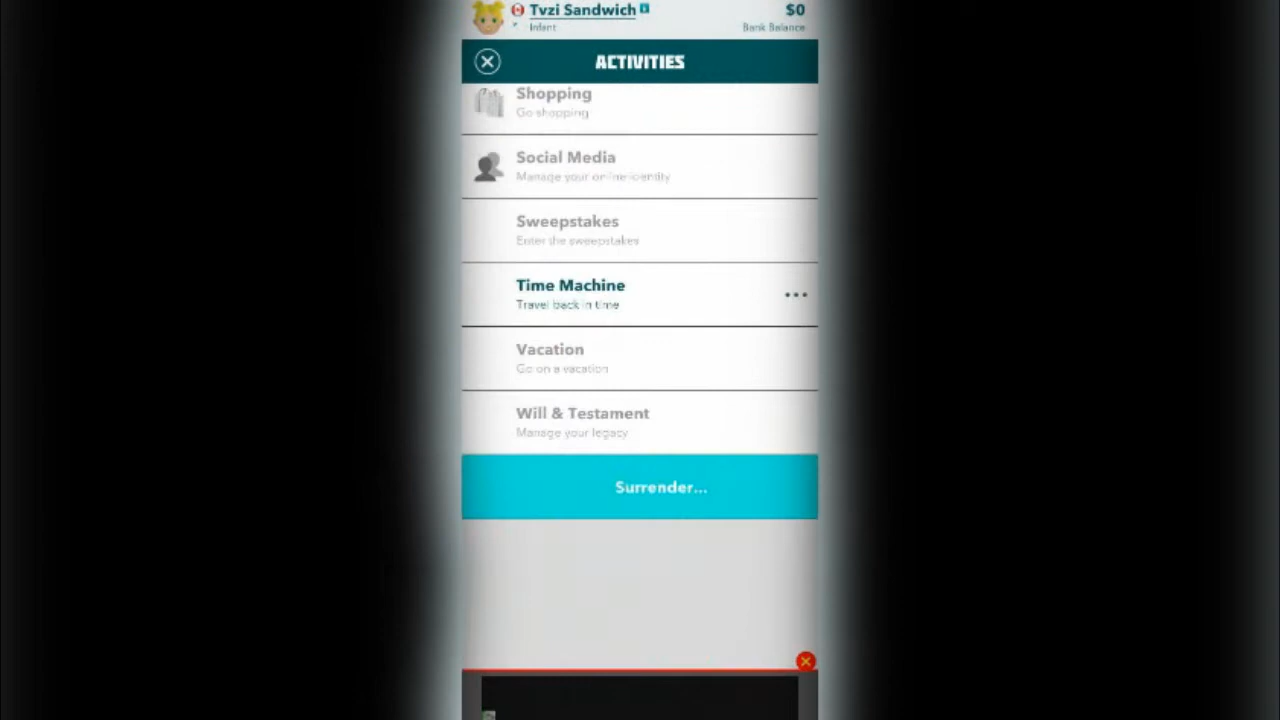 Tvzi Sandwich
$0
Infant
Bank Balance
ACTIVITIES
Shopping
Go shopping
Social Media
Manage your online identity
Sweepstakes
Enter the sweepstakes
Time Machine
Travel back in time
Vacation
Go on a vacation
Will & Testament
Manage your legacy
Surrender...